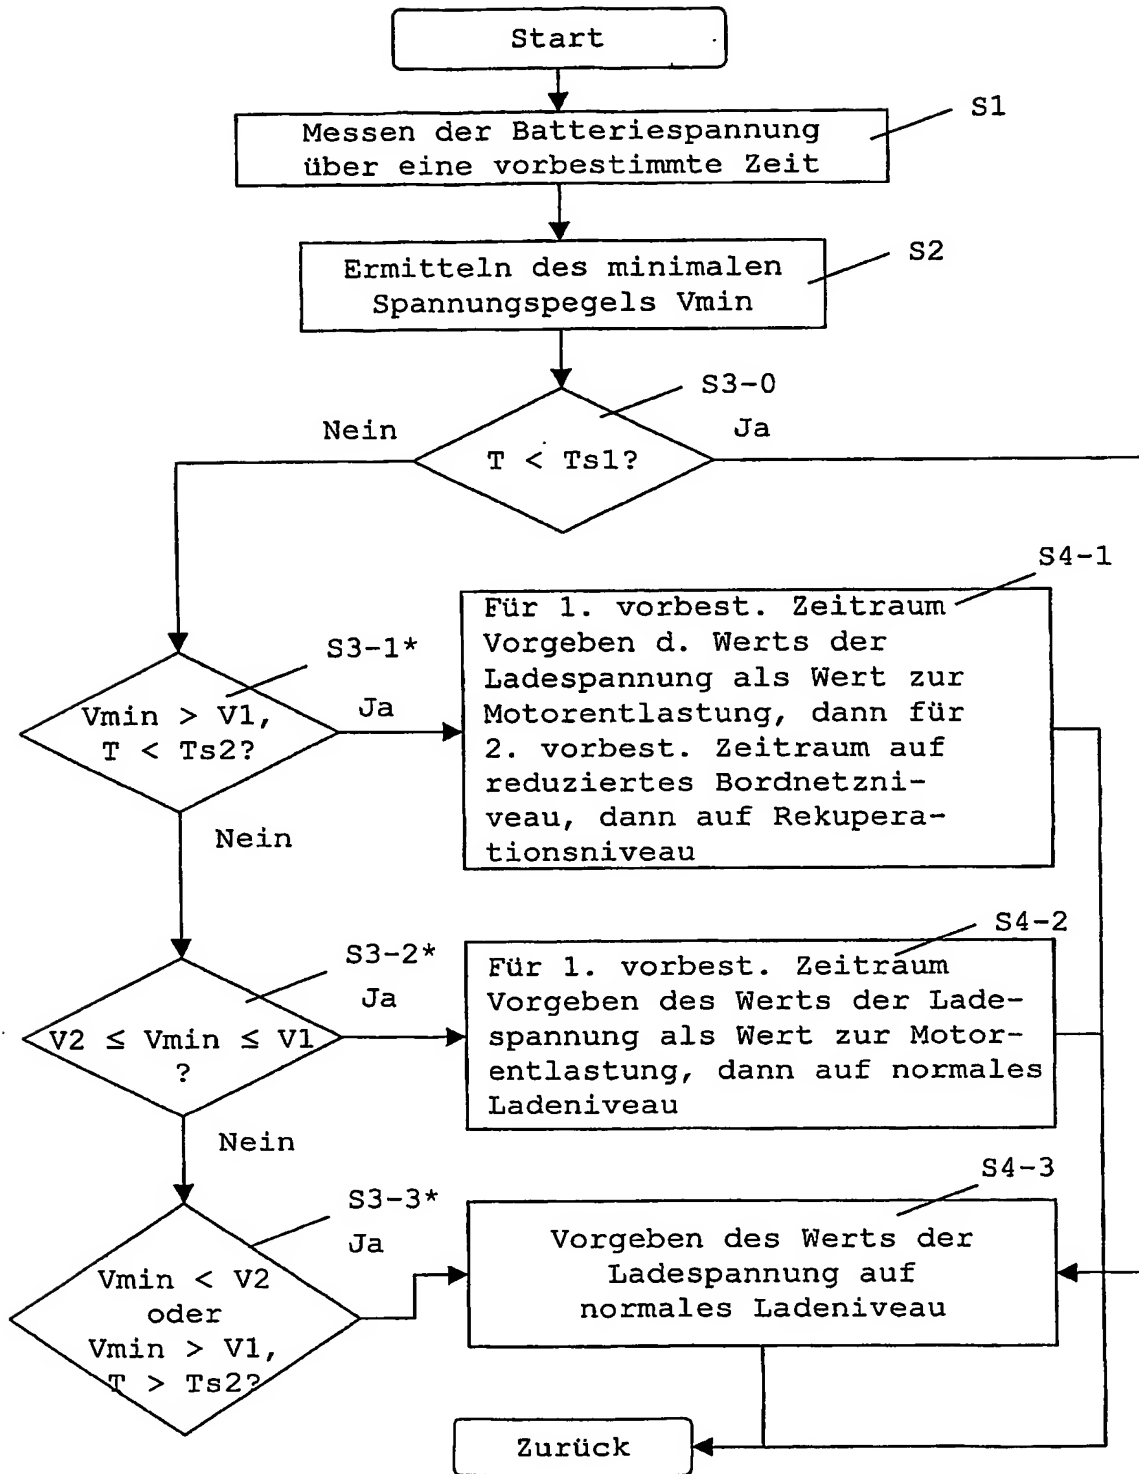 Start
S1
Messen der Batteriespannung
über eine vorbestimmte Zeit
S2
Ermitteln des minimalen
Spannungspegels Vmin
S3-0
Nein
Ja
T < Ts1?
S4-1
Für 1. vorbest. Zeitraum
Vorgeben d. Werts der
Ladespannung als Wert zur
Motorentlastung, dann für
2. vorbest. Zeitraum auf
reduziertes Bordnetzni-
veau, dann auf Rekupera-
tionsniveau
S3-1*
Vmin > V1,
T < Ts2?
Ja
Nein
S4-2
Für 1. vorbest. Zeitraum
Vorgeben des Werts der Lade-
spannung als Wert zur Motor-
entlastung, dann auf normales
Ladeniveau
S3-2*
Ja
V2 ≤ Vmin ≤ V1
?
Nein
S4-3
Vorgeben des Werts der
Ladespannung auf
normales Ladeniveau
S3-3*
Ja
Vmin < V2
oder
Vmin > V1,
T > Ts2?
Zurück